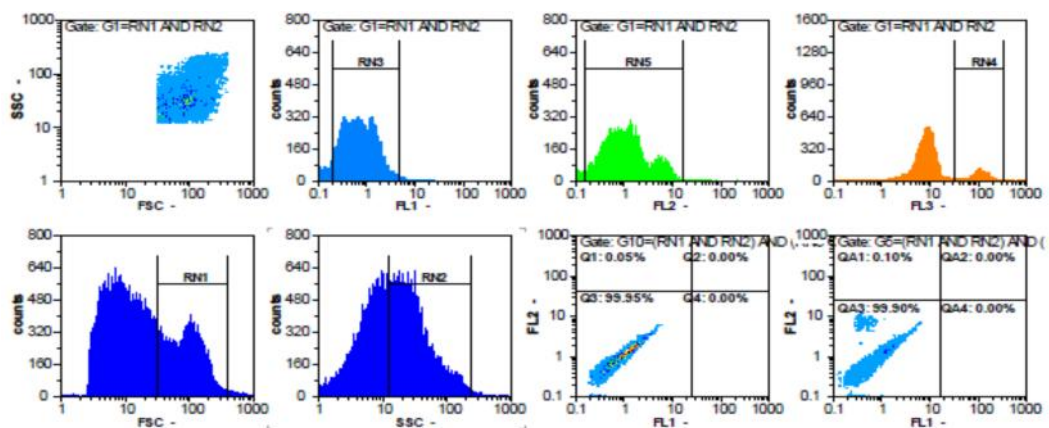 Gate: G1=RN1 AND RN2
1000
100
10
1
SSC -
1 10 100 1000
FSC -
Gate: G1=RN1 AND RN2
800
640
480
320
160
0
counts
RN3
0.1 1 10 100 1000
FL1 -
Gate: G1=RN1 AND RN2
800
640
480
320
160
0
counts
RN5
0.1 1 10 100 1000
FL2 -
Gate: G1=RN1 AND RN2
1600
1280
960
640
320
0
counts
RN4
0.1 1 10 100 1000
FL3 -
800
640
480
320
160
0
counts
RN1
1 10 100 1000
FSC -
800
640
480
320
160
0
counts
RN2
1 10 100 1000
SSC -
Gate: G10=(RN1 AND RN2) AND (
Q1: 0.05% Q2: 0.00%
Q3: 99.95% Q4: 0.00%
1000
100
10
1
0.1
FL2 -
0.1 1 10 100 1000
FL1 -
Gate: G5=(RN1 AND RN2) AND (
QA1: 0.10% QA2: 0.00%
QA3: 99.90% QA4: 0.00%
1000
100
10
1
0.1
FL2 -
0.1 1 10 100 1000
FL1 -